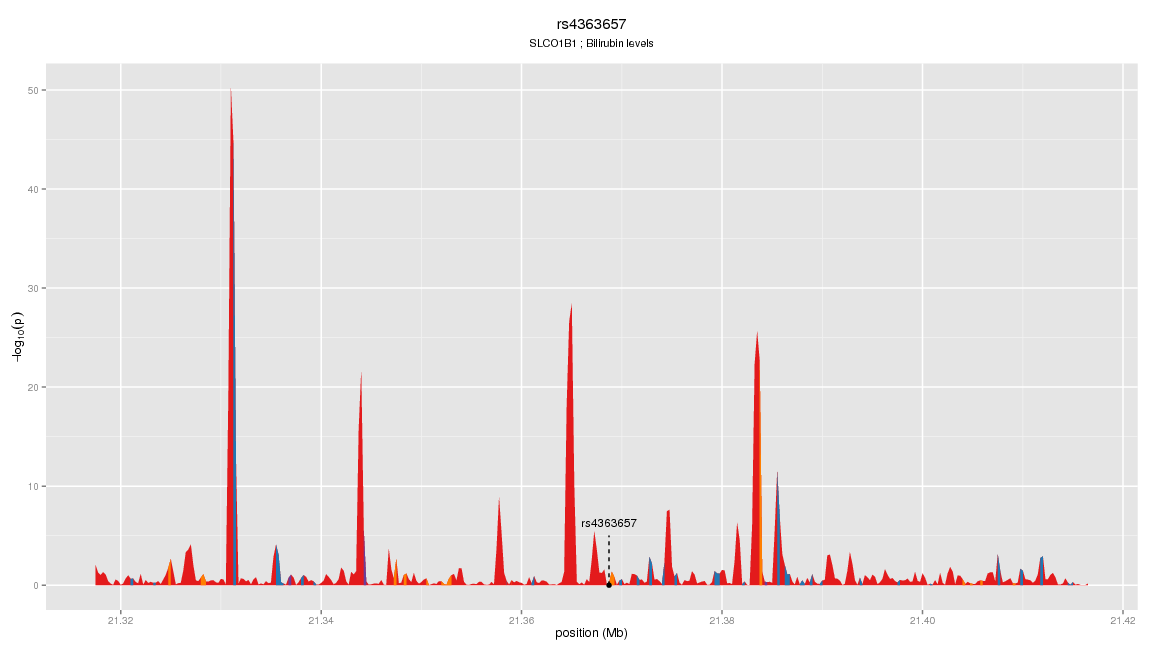 rs4363657
SLCO1B1 ; Bilirubin levels
50
40
30
20
10
0
−log10(p)
rs4363657
21.32
21.34
21.36
21.38
21.40
21.42
position (Mb)